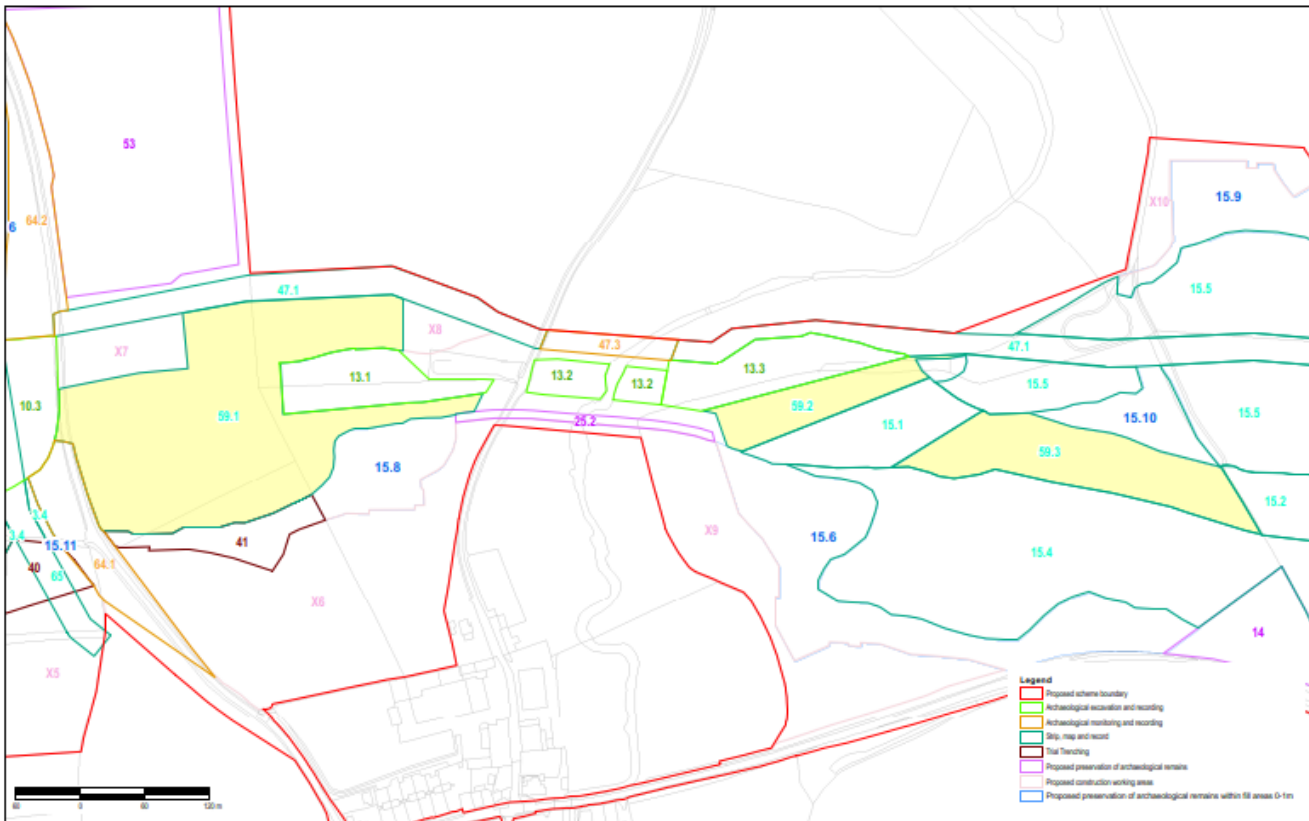 53
64.2
6
X10
15.9
47.1
15.5
X7
X8
47.3
47.1
13.1
13.2
13.2
13.3
15.5
10.3
59.1
59.2
15.1
15.10
15.5
25.2
15.8
59.3
15.2
3.4
3.4
41
X9
15.6
15.4
15.11
40
65
64.1
X6
14
X5
Legend
Proposed scheme boundary
Archaeological excavation and recording
Archaeological monitoring and recording
Strip, map and record
Trial Trenching
Proposed preservation of archaeological remains
Proposed construction working areas
Proposed preservation of archaeological remains within fill areas 0-1m
60 0 60 120 m